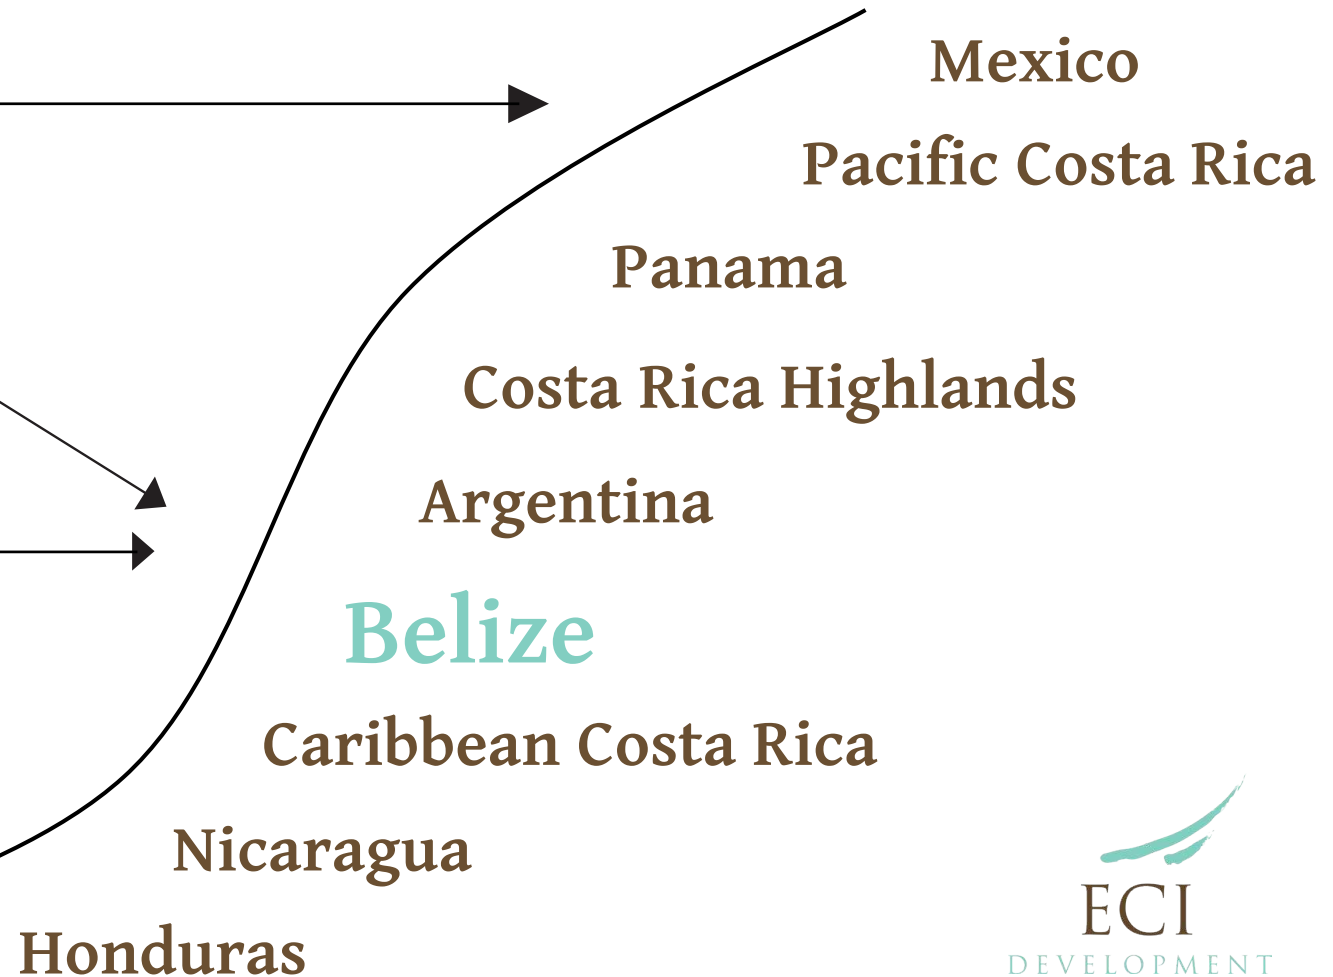 Mexico
Pacific Costa Rica
Panama
Costa Rica Highlands
Argentina
Belize
Caribbean Costa Rica
Nicaragua
Honduras
ECI
DEVELOPMENT